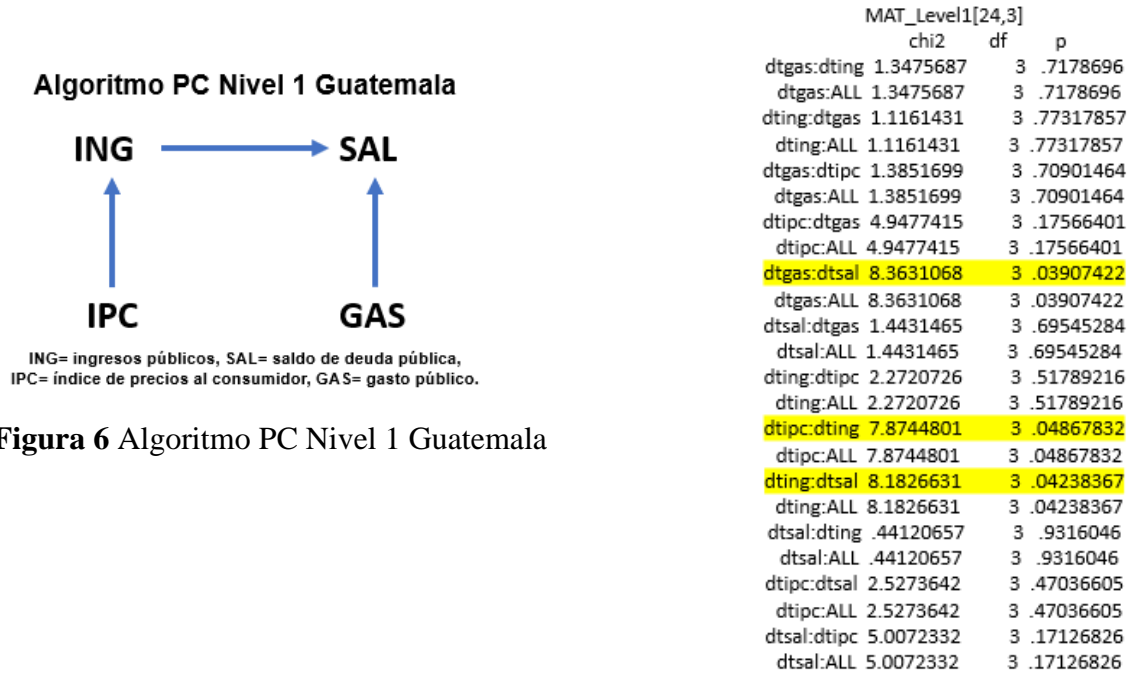 Algoritmo PC Nivel 1 Guatemala
ING SAL
IPC GAS
ING= ingresos públicos, SAL= saldo de deuda pública,
IPC= índice de precios al consumidor, GAS= gasto público.
Figura 6 Algoritmo PC Nivel 1 Guatemala
MAT_Level1[24,3]
chi2 df p
dtgas:dting 1.3475687 3 .7178696
dtgas:ALL 1.3475687 3 .7178696
dting:dtgas 1.1161431 3 .77317857
dting:ALL 1.1161431 3 .77317857
dtgas:dtipc 1.3851699 3 .70901464
dtgas:ALL 1.3851699 3 .70901464
dtipc:dtgas 4.9477415 3 .17566401
dtipc:ALL 4.9477415 3 .17566401
dtgas:dtsal 8.3631068 3 .03907422
dtgas:ALL 8.3631068 3 .03907422
dtsal:dtgas 1.4431465 3 .69545284
dtsal:ALL 1.4431465 3 .69545284
dting:dtipc 2.2720726 3 .51789216
dting:ALL 2.2720726 3 .51789216
dtipc:dting 7.8744801 3 .04867832
dtipc:ALL 7.8744801 3 .04867832
dting:dtsal 8.1826631 3 .04238367
dting:ALL 8.1826631 3 .04238367
dtsal:dting .44120657 3 .9316046
dtsal:ALL .44120657 3 .9316046
dtipc:dtsal 2.5273642 3 .47036605
dtipc:ALL 2.5273642 3 .47036605
dtsal:dtipc 5.0072332 3 .17126826
dtsal:ALL 5.0072332 3 .17126826